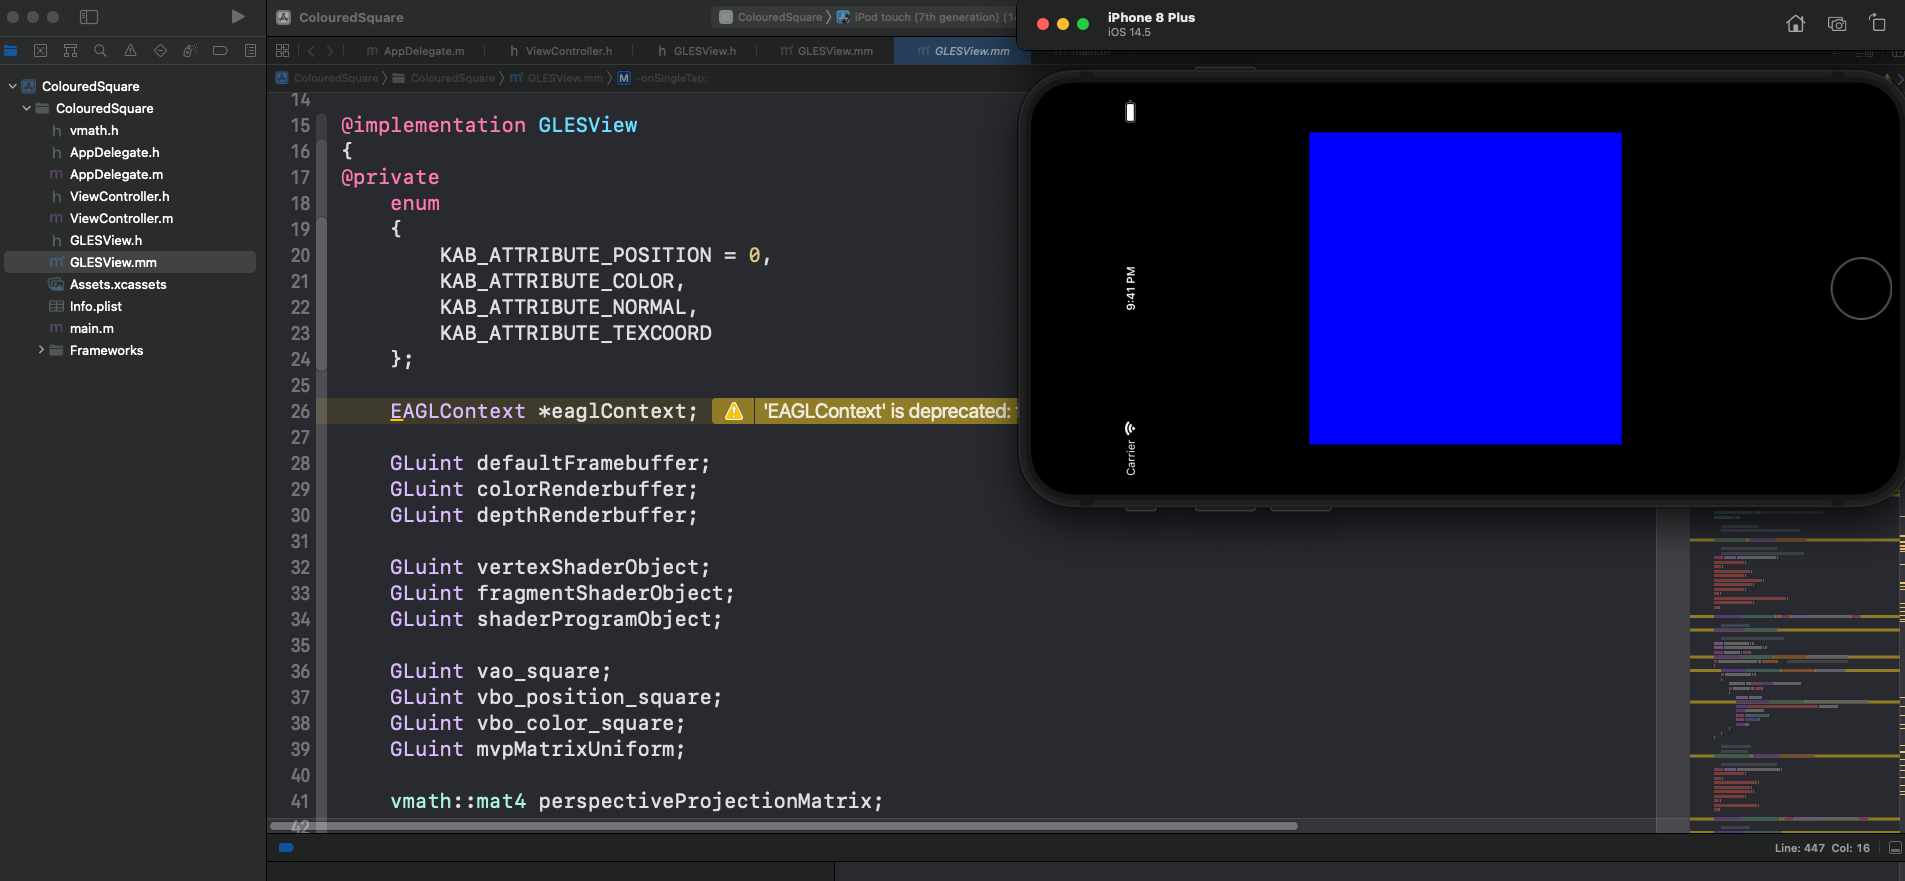 ColouredSquare
ColouredSquare
iPod touch (7th generation)
iPhone 8 Plus
iOS 14.5
AppDelegate.m
ViewController.h
GLESView.h
GLESView.mm
GLESView.mm
main.m
ColouredSquare
ColouredSquare
GLESView.mm
M -onSingleTap:
ColouredSquare
ColouredSquare
h vmath.h
h AppDelegate.h
m AppDelegate.m
h ViewController.h
m ViewController.m
h GLESView.h
m GLESView.mm
Assets.xcassets
Info.plist
m main.m
Frameworks
14
15 @implementation GLESView
16 {
17 @private
18 enum
19 {
20 KAB_ATTRIBUTE_POSITION = 0,
21 KAB_ATTRIBUTE_COLOR,
22 KAB_ATTRIBUTE_NORMAL,
23 KAB_ATTRIBUTE_TEXCOORD
24 };
25
26 EAGLContext *eaglContext; 'EAGLContext' is deprecated:
27
28 GLuint defaultFramebuffer;
29 GLuint colorRenderbuffer;
30 GLuint depthRenderbuffer;
31
32 GLuint vertexShaderObject;
33 GLuint fragmentShaderObject;
34 GLuint shaderProgramObject;
35
36 GLuint vao_square;
37 GLuint vbo_position_square;
38 GLuint vbo_color_square;
39 GLuint mvpMatrixUniform;
40
41 vmath::mat4 perspectiveProjectionMatrix;
42
Carrier
9:41 PM
Line: 447 Col: 16